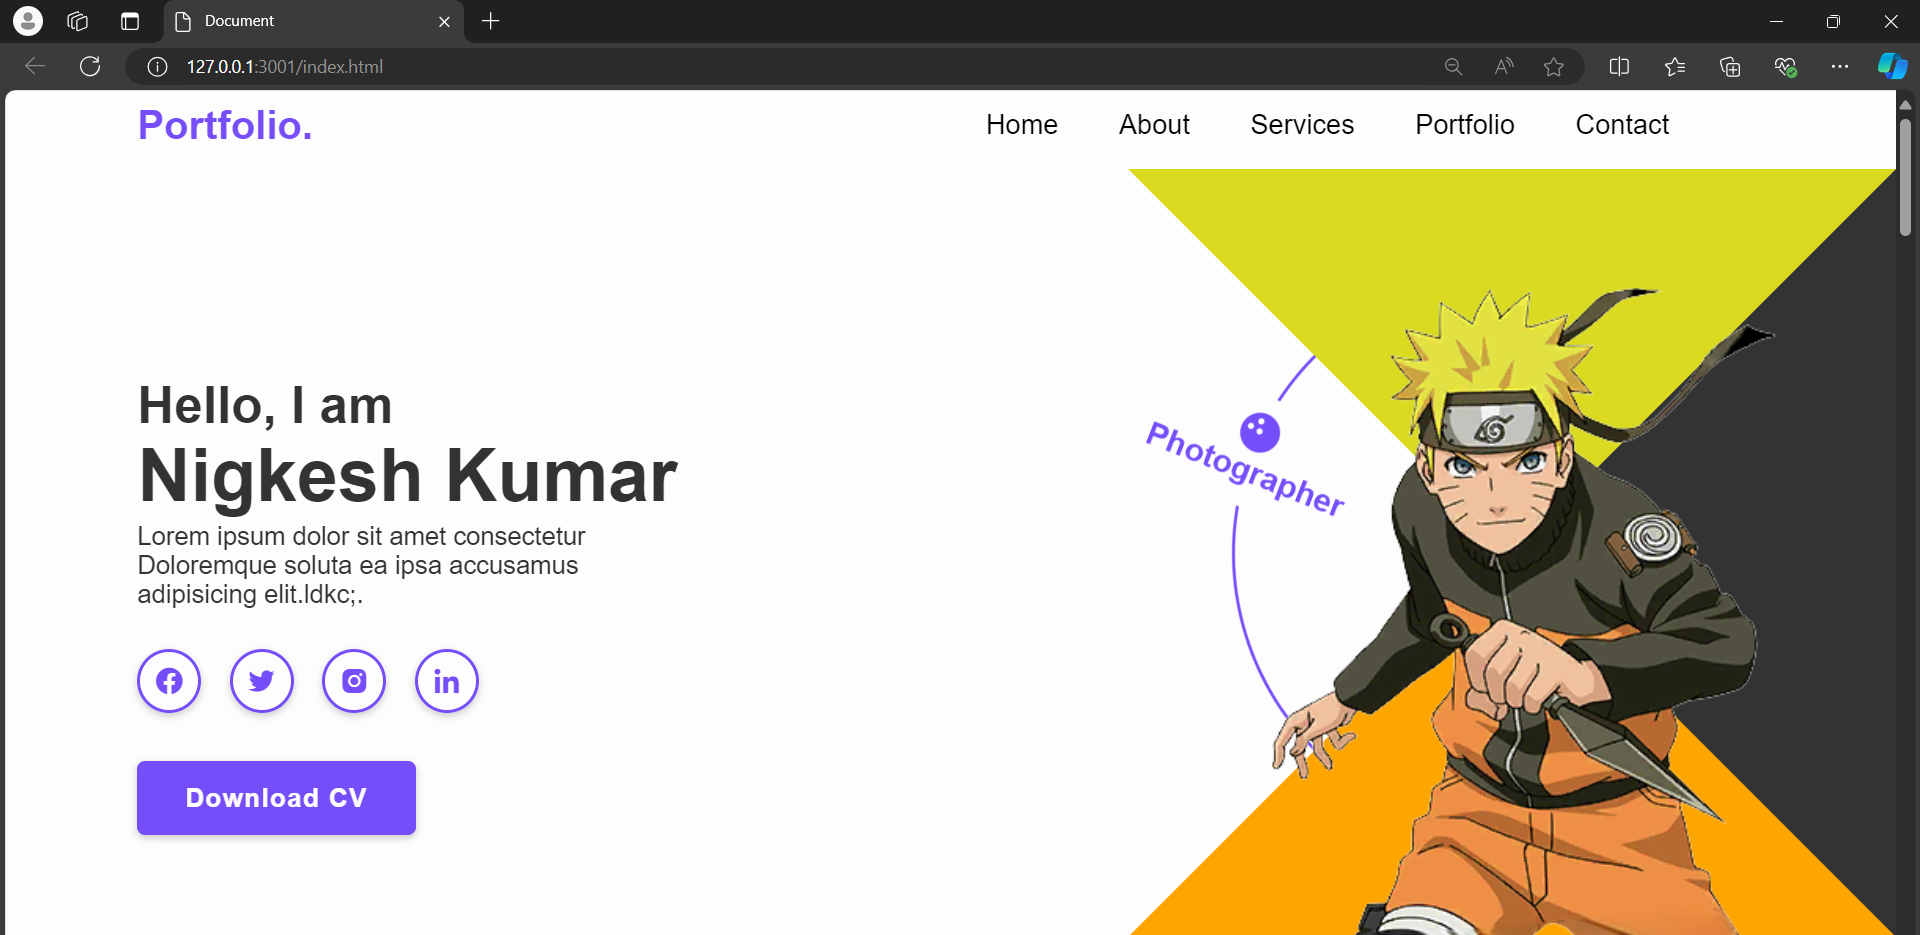 Document
127.0.0.1:3001/index.html
Portfolio.
Home About Services Portfolio Contact
Hello, I am
Nigkesh Kumar
Lorem ipsum dolor sit amet consectetur
Doloremque soluta ea ipsa accusamus
adipisicing elit.ldkc;.
Download CV
Photographer